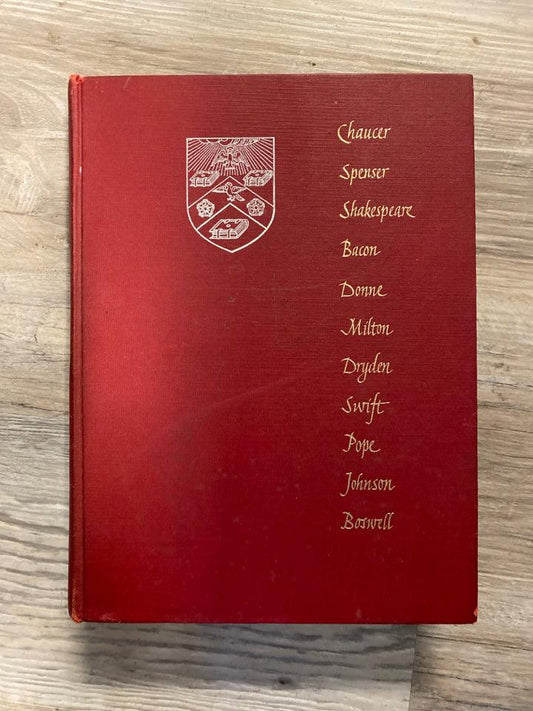 Chaucer
Spenser
Shakespeare
Bacon
Donne
Milton
Dryden
Swift
Pope
Johnson
Boswell